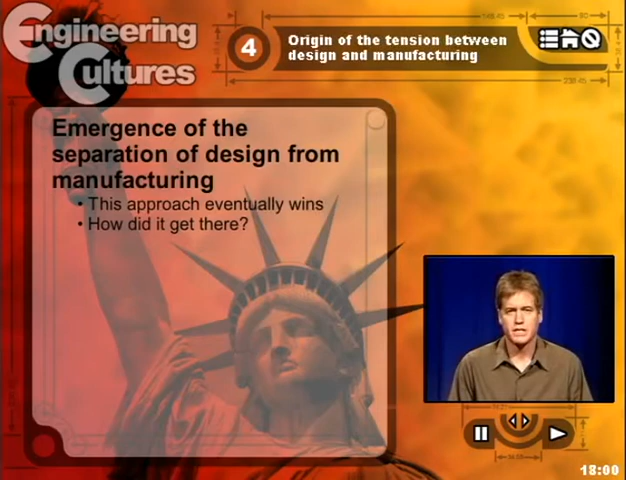 Engineering
Cultures
4
Origin of the tension between
design and manufacturing
Emergence of the
separation of design from
manufacturing
• This approach eventually wins
• How did it get there?
18:00